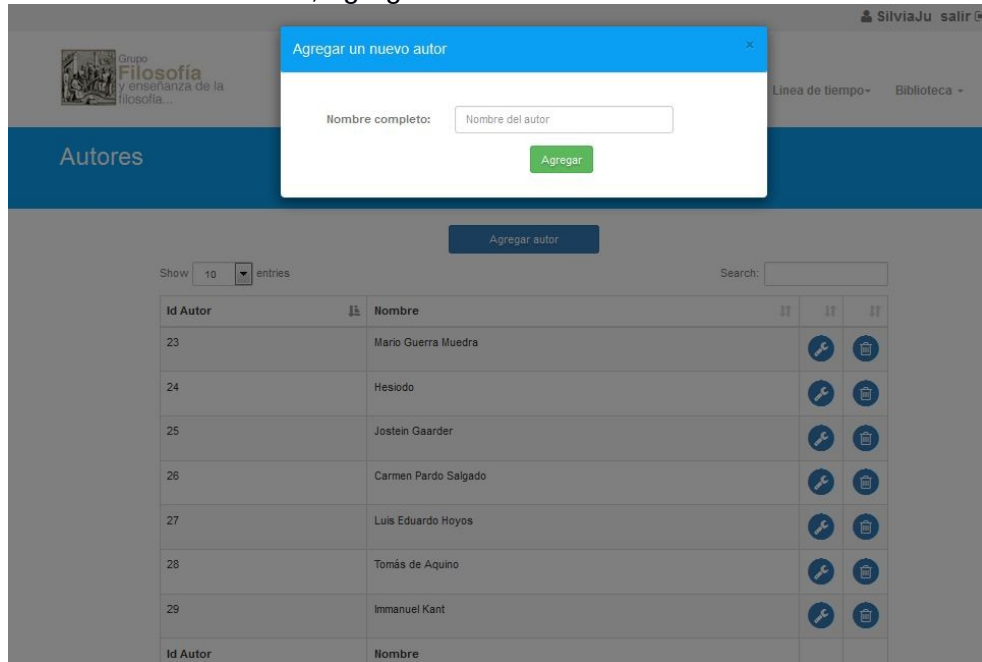 SilviaJu salir
Agregar un nuevo autor ×
Grupo
Filosofía
y enseñanza de la
filosofía...
Linea de tiempo Biblioteca
Nombre completo: Nombre del autor
Agregar
Autores
Agregar autor
Show 10 entries Search:
Id Autor Nombre
23 Mario Guerra Muedra
24 Hesiodo
25 Jostein Gaarder
26 Carmen Pardo Salgado
27 Luis Eduardo Hoyos
28 Tomás de Aquino
29 Immanuel Kant
Id Autor Nombre